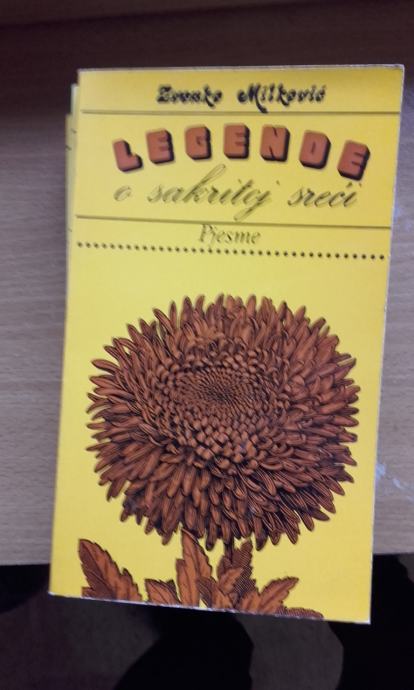 Zvonko Milković
LEGENDE
o sakritoj sreći
Pjesme